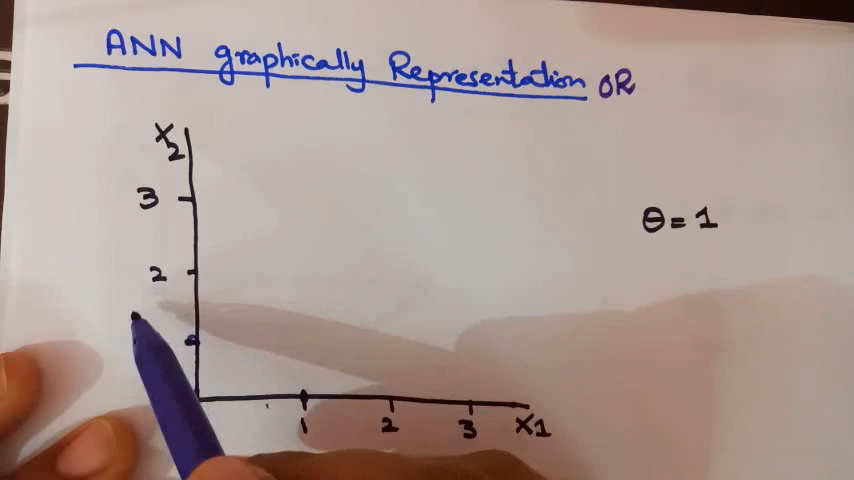 ANN graphically Representation OR
X2
3
θ = 1
2
1 2 3 X1